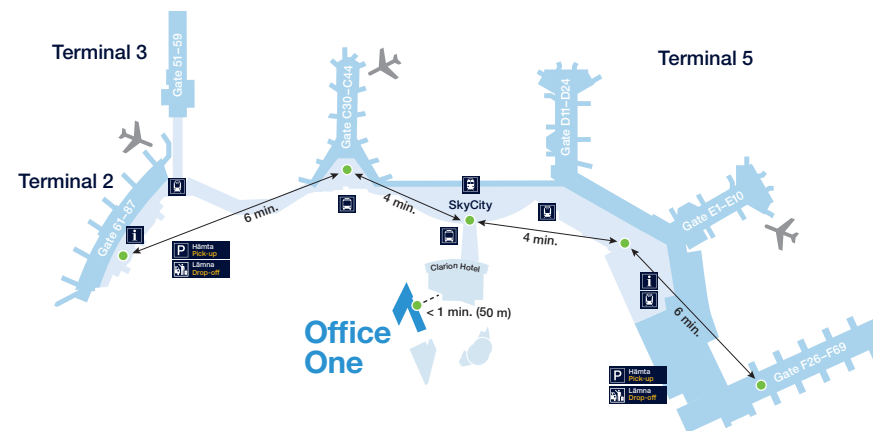 Terminal 3
Gate 51–59
Gate C30–C44
Terminal 5
Gate D11–D24
Terminal 2
Gate 61–87
6 min.
4 min.
SkyCity
4 min.
Gate E1–E10
i
P
Hämta
Pick-up
Lämna
Drop-off
Clarion Hotel
< 1 min. (50 m)
Office
One
i
6 min.
P
Hämta
Pick-up
Lämna
Drop-off
Gate F26–F69